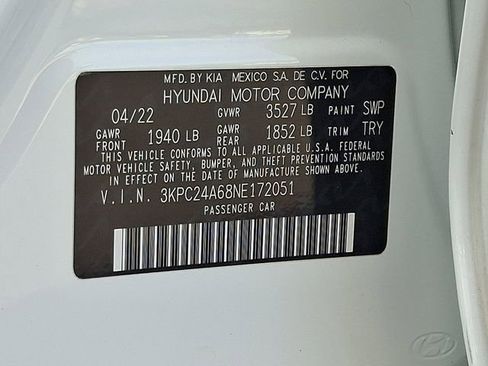 MFD. BY KIA MEXICO S.A. DE C.V. FOR
HYUNDAI MOTOR COMPANY
04/22 GVWR 3527 LB PAINT SWP
GAWR FRONT 1940 LB GAWR REAR 1852 LB TRIM TRY
THIS VEHICLE CONFORMS TO ALL APPLICABLE U.S.A. FEDERAL
MOTOR VEHICLE SAFETY, BUMPER, AND THEFT PREVENTION STANDARDS
IN EFFECT ON THE DATE OF MANUFACTURE SHOWN ABOVE.
V.I.N. 3KPC24A68NE172051
PASSENGER CAR